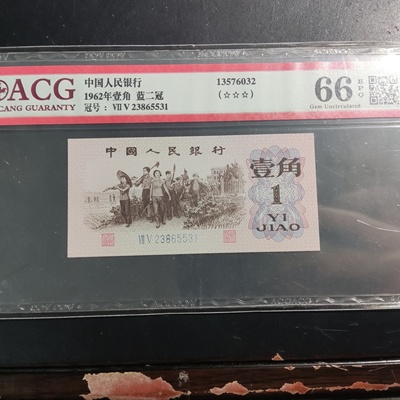 ACG
CANG GUARANTY
中国人民银行
1962年壹角 蓝二冠
冠号：VII V 23865531
13576032
(☆☆☆)
66
EPQ
Gem Uncirculated
中國人民銀行
壹角
1
YI
JIAO
VII V 23865531